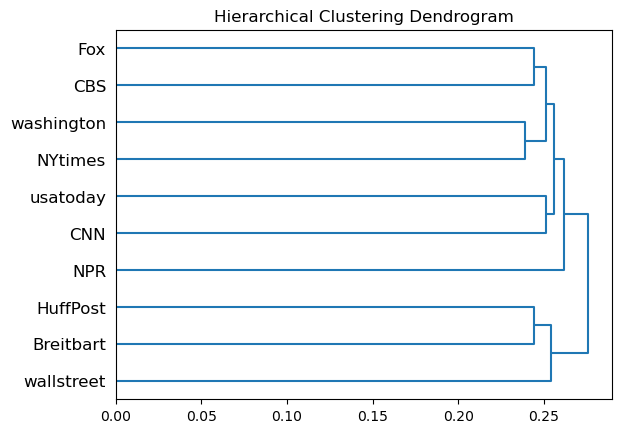 Hierarchical Clustering Dendrogram
Fox
CBS
washington
NYtimes
usatoday
CNN
NPR
HuffPost
Breitbart
wallstreet
0.00 0.05 0.10 0.15 0.20 0.25